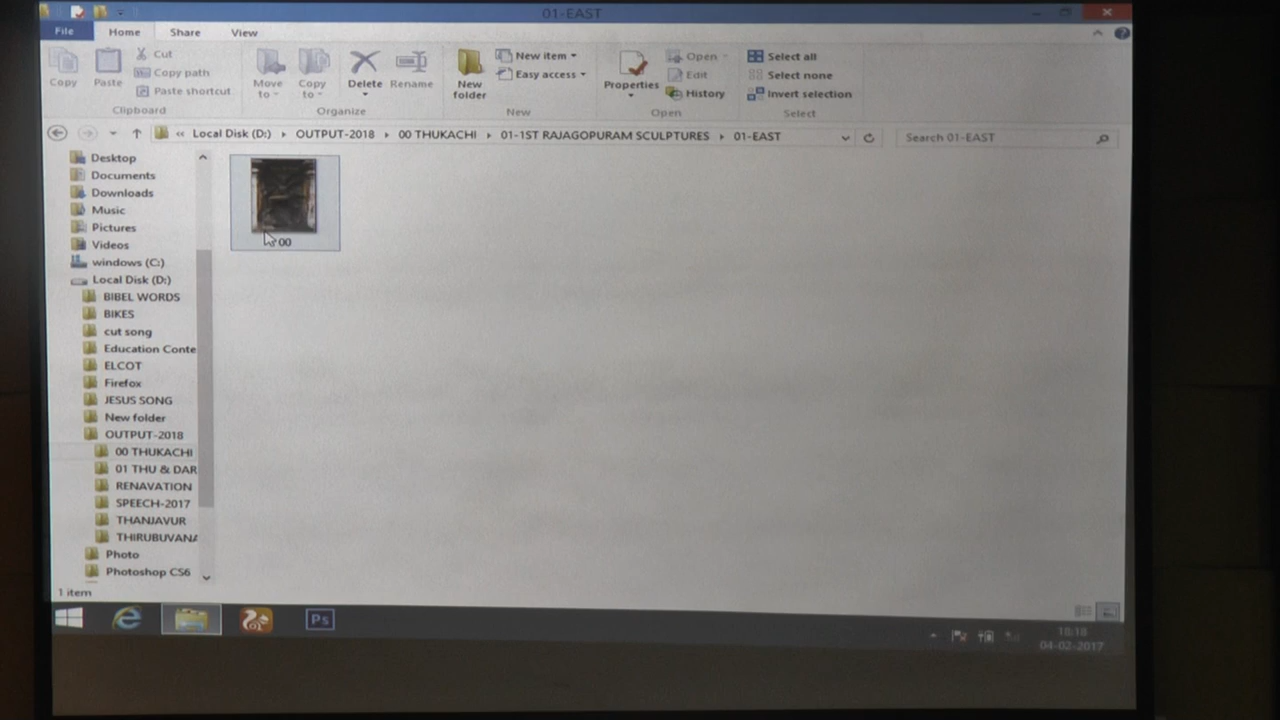 01-EAST
File Home Share View
Copy
Paste
Cut
Copy path
Paste shortcut
Clipboard
Move to
Copy to
Delete
Rename
Organize
New folder
New item
Easy access
New
Properties
Open
Edit
History
Open
Select all
Select none
Invert selection
Select
« Local Disk (D:) OUTPUT-2018 00 THUKACHI 01-1ST RAJAGOPURAM SCULPTURES 01-EAST
Search 01-EAST
Desktop
Documents
Downloads
Music
Pictures
Videos
windows (C:)
Local Disk (D:)
BIBEL WORDS
BIKES
cut song
Education Conte
ELCOT
Firefox
JESUS SONG
New folder
OUTPUT-2018
00 THUKACHI
01 THU & DAR
RENAVATION
SPEECH-2017
THANJAVUR
THIRUBUVANA
Photo
Photoshop CS6
00
1 item
Ps
18:18
04-02-2017